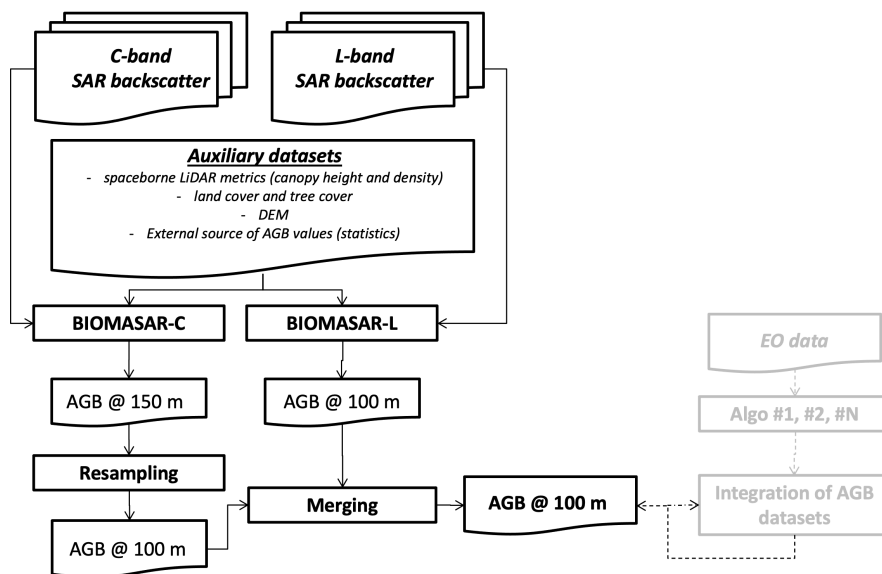 C-band
SAR backscatter
L-band
SAR backscatter
Auxiliary datasets
- spaceborne LiDAR metrics (canopy height and density)
- land cover and tree cover
- DEM
- External source of AGB values (statistics)
BIOMASAR-C
BIOMASAR-L
EO data
AGB @ 150 m
AGB @ 100 m
Algo #1, #2, #N
Resampling
Merging
AGB @ 100 m
Integration of AGB
datasets
AGB @ 100 m